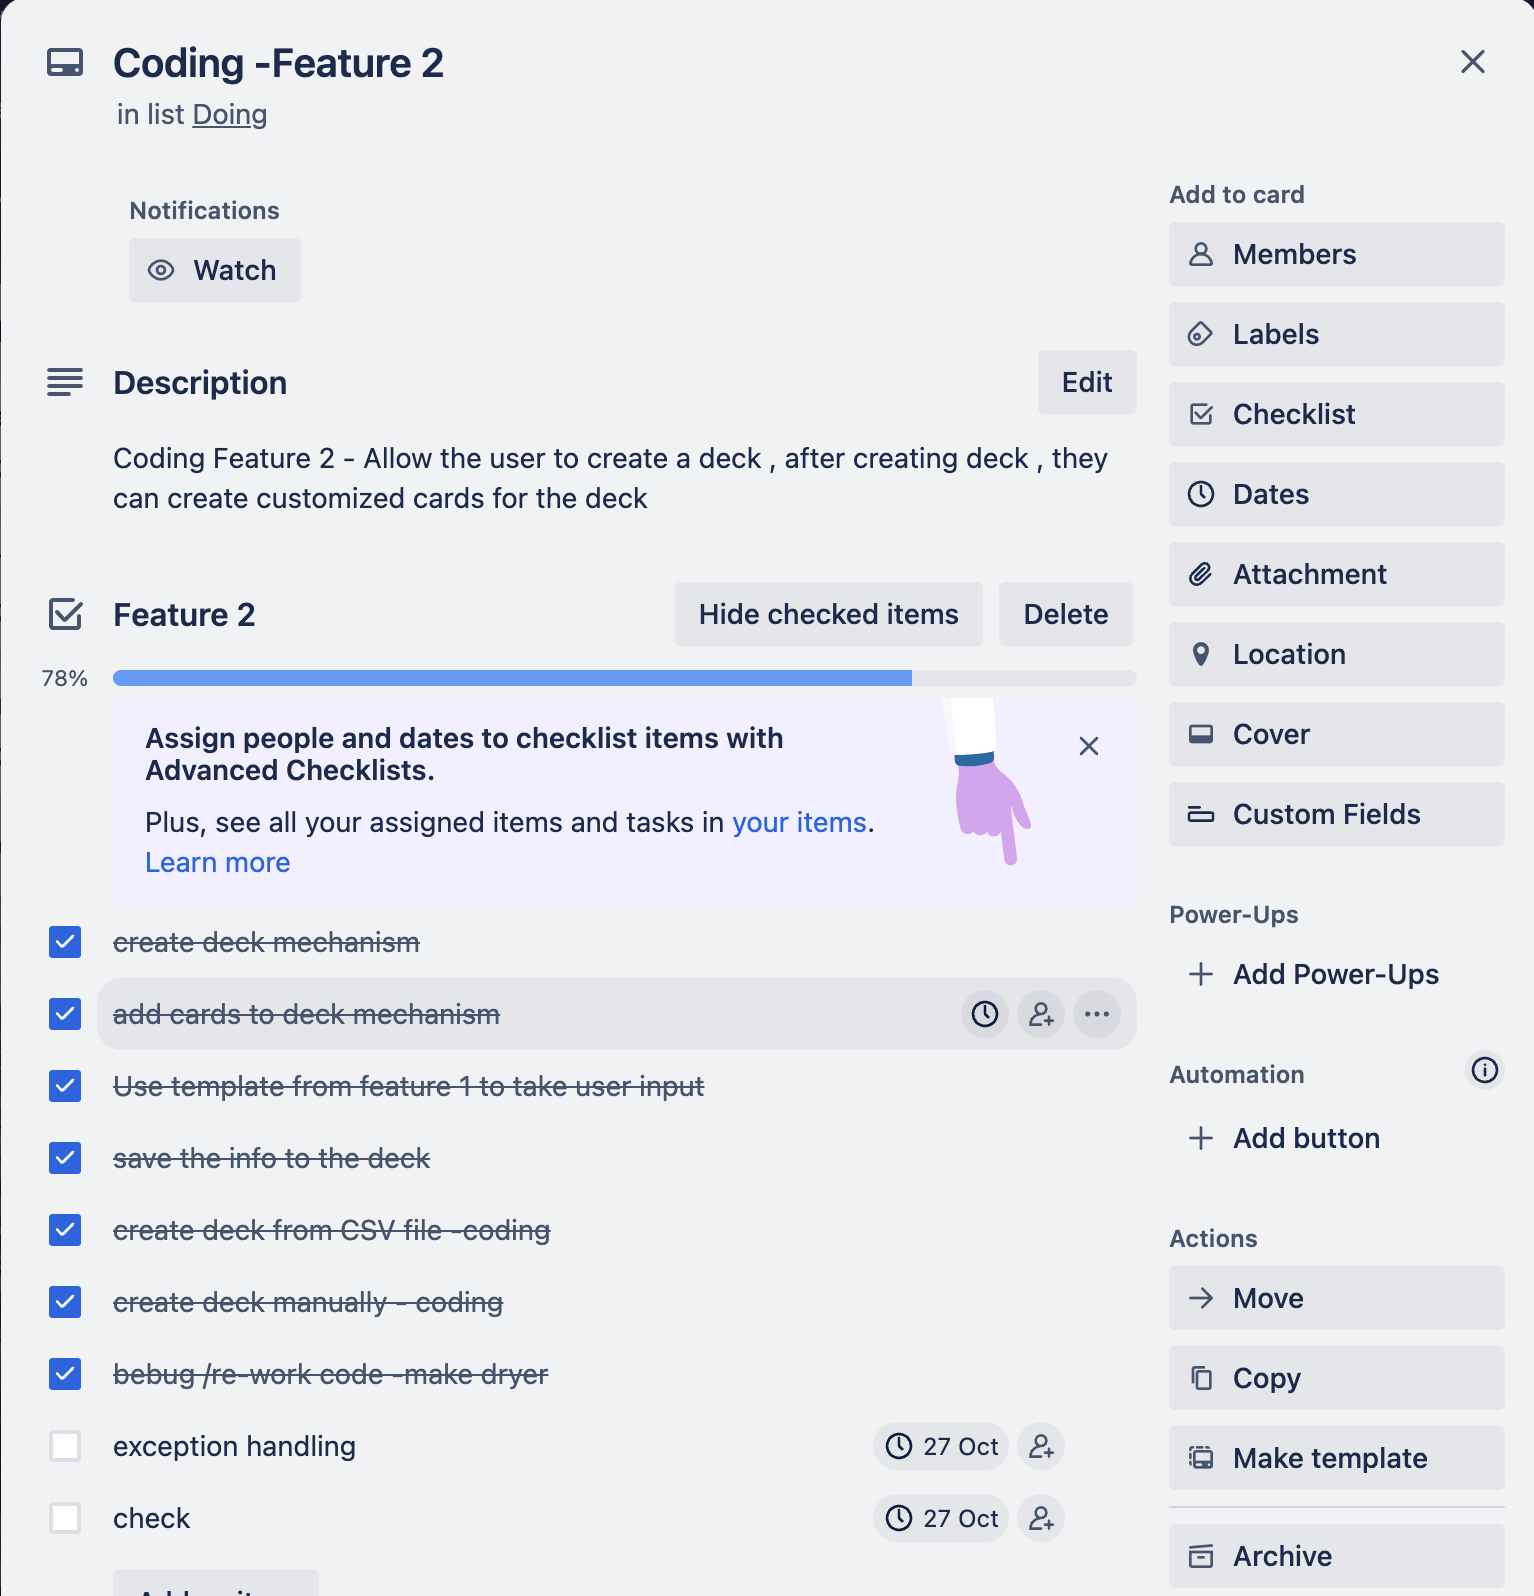 Coding -Feature 2
in list Doing
Notifications
Watch
Description
Edit
Coding Feature 2 - Allow the user to create a deck , after creating deck , they
can create customized cards for the deck
Feature 2
Hide checked items
Delete
78%
Assign people and dates to checklist items with
Advanced Checklists.
Plus, see all your assigned items and tasks in your items.
Learn more
create deck mechanism
add cards to deck mechanism
Use template from feature 1 to take user input
save the info to the deck
create deck from CSV file -coding
create deck manually - coding
bebug /re-work code -make dryer
exception handling
27 Oct
check
27 Oct
Add to card
Members
Labels
Checklist
Dates
Attachment
Location
Cover
Custom Fields
Power-Ups
Add Power-Ups
Automation
Add button
Actions
Move
Copy
Make template
Archive